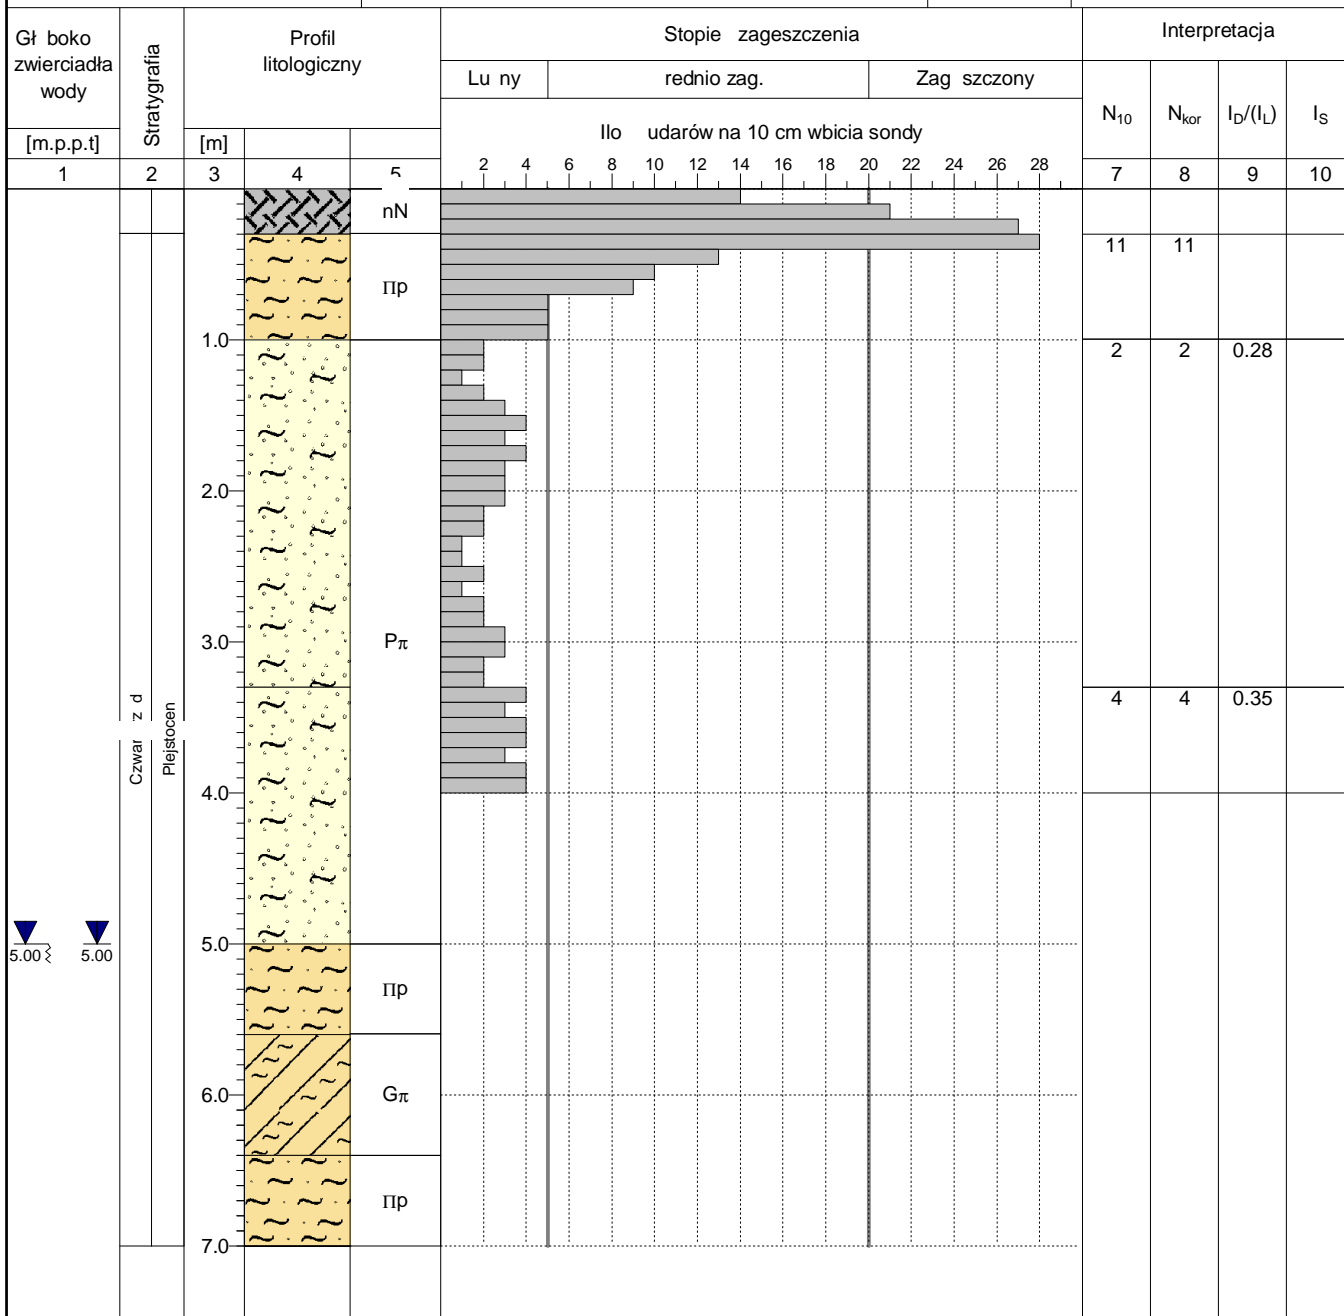 Gł boko
zwierciadła
wody
[m.p.p.t]
Stratygrafia
Profil
litologiczny
[m]
Stopie zageszczenia
Lu ny
rednio zag.
Zag szczony
Ilo udarów na 10 cm wbicia sondy
2 4 6 8 10 12 14 16 18 20 22 24 26 28
Interpretacja
N10 Nkor ID/(IL) IS
1 2 3 4 5 7 8 9 10
nN
11 11
Πp
1.0
2 2 0.28
2.0
3.0
Pπ
4 4 0.35
Czwar z d
Plejstocen
4.0
5.0
5.00 5.00
Πp
6.0
Gπ
Πp
7.0